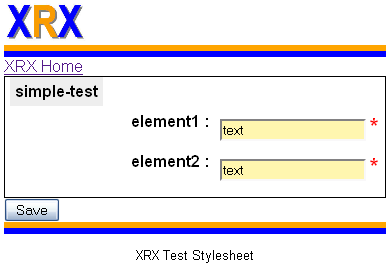 XRX
XRX Home
simple-test
element1 : text *
element2 : text *
Save
XRX Test Stylesheet